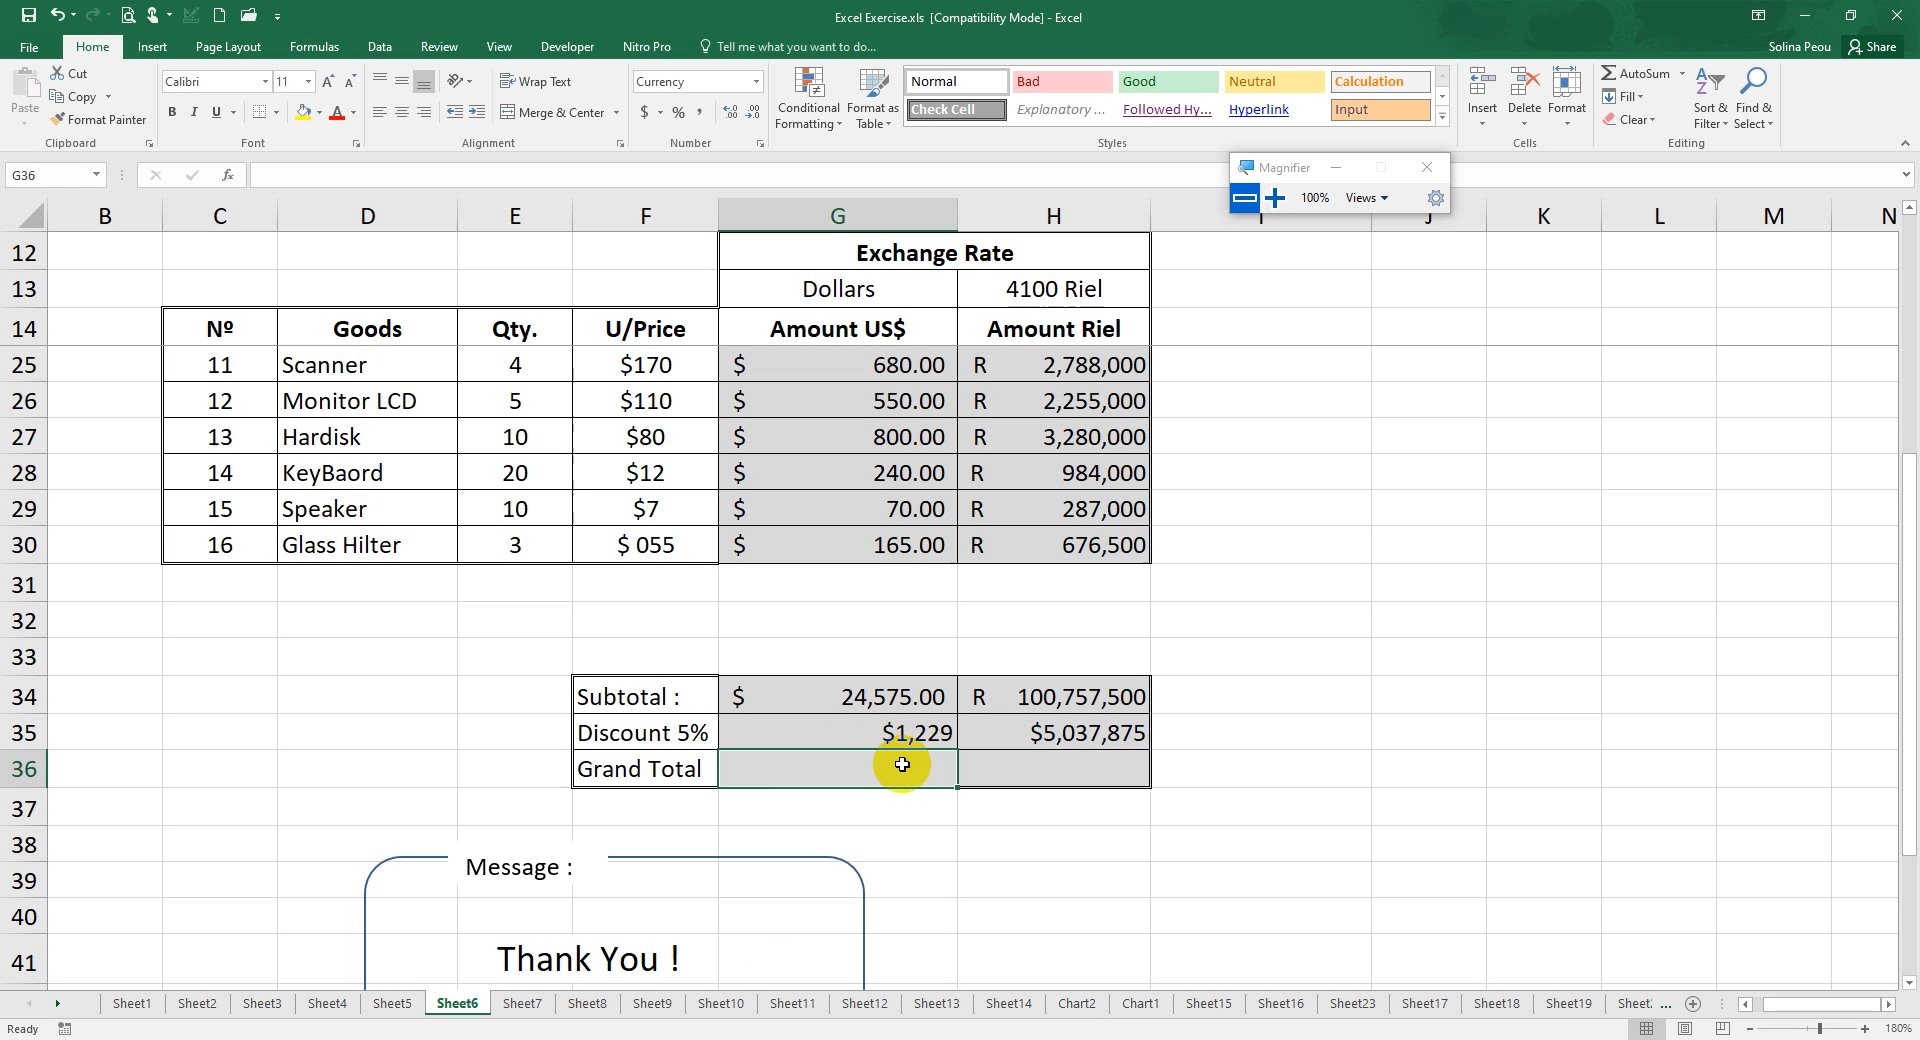 Excel Exercise.xls [Compatibility Mode] - Excel
File Home Insert Page Layout Formulas Data Review View Developer Nitro Pro Tell me what you want to do... Solina Peou Share
Paste Cut Copy Format Painter Clipboard
Calibri 11 B I U Font
Wrap Text Merge & Center Alignment
Currency $ % , Number
Conditional Formatting Format as Table
Normal Bad Good Neutral Calculation
Check Cell Explanatory ... Followed Hy... Hyperlink Input
Styles
Insert Delete Format Cells
AutoSum Fill Clear Sort & Filter Find & Select Editing
G36 fx
Magnifier
100% Views
B C D E F G H I J K L M N
12 Exchange Rate
13 Dollars 4100 Riel
14 Nº Goods Qty. U/Price Amount US$ Amount Riel
25 11 Scanner 4 $170 $ 680.00 R 2,788,000
26 12 Monitor LCD 5 $110 $ 550.00 R 2,255,000
27 13 Hardisk 10 $80 $ 800.00 R 3,280,000
28 14 KeyBaord 20 $12 $ 240.00 R 984,000
29 15 Speaker 10 $7 $ 70.00 R 287,000
30 16 Glass Hilter 3 $ 055 $ 165.00 R 676,500
31
32
33
34 Subtotal : $ 24,575.00 R 100,757,500
35 Discount 5% $1,229 $5,037,875
36 Grand Total
37
38
39 Message :
40
41 Thank You !
Sheet1 Sheet2 Sheet3 Sheet4 Sheet5 Sheet6 Sheet7 Sheet8 Sheet9 Sheet10 Sheet11 Sheet12 Sheet13 Sheet14 Chart2 Chart1 Sheet15 Sheet16 Sheet23 Sheet17 Sheet18 Sheet19 Sheet: ...
Ready 180%